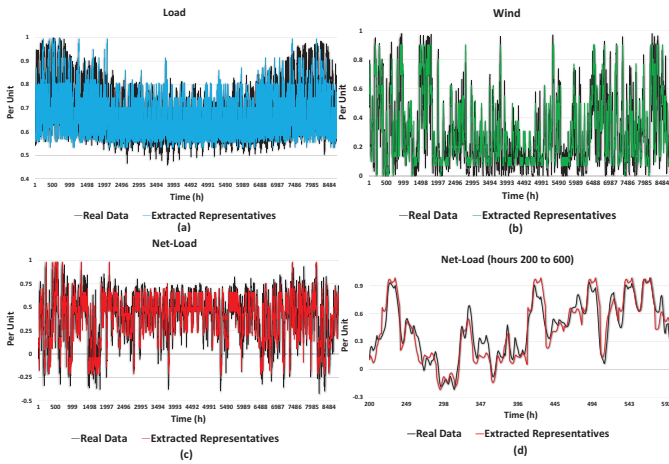 Load
Per Unit
1
0.9
0.8
0.7
0.6
0.5
0.4
1 500 999 1498 1997 2496 2995 3494 3993 4492 4991 5490 5989 6488 6987 7486 7985 8484
Time (h)
Real Data Extracted Representatives
(a)
Wind
Per Unit
1
0.8
0.6
0.4
0.2
0
1 500 999 1498 1997 2496 2995 3494 3993 4492 4991 5490 5989 6488 6987 7486 7985 8484
Time (h)
Real Data Extracted Representatives
(b)
Net-Load
Per Unit
1
0.75
0.5
0.25
0
-0.25
-0.5
1 500 999 1498 1997 2496 2995 3494 3993 4492 4991 5490 5989 6488 6987 7486 7985 8484
Time (h)
Real Data Extracted Representatives
(c)
Net-Load (hours 200 to 600)
Per Unit
0.9
0.6
0.3
0
-0.3
200 249 298 347 396 445 494 543 592
Time (h)
Real Data Extracted Representatives
(d)